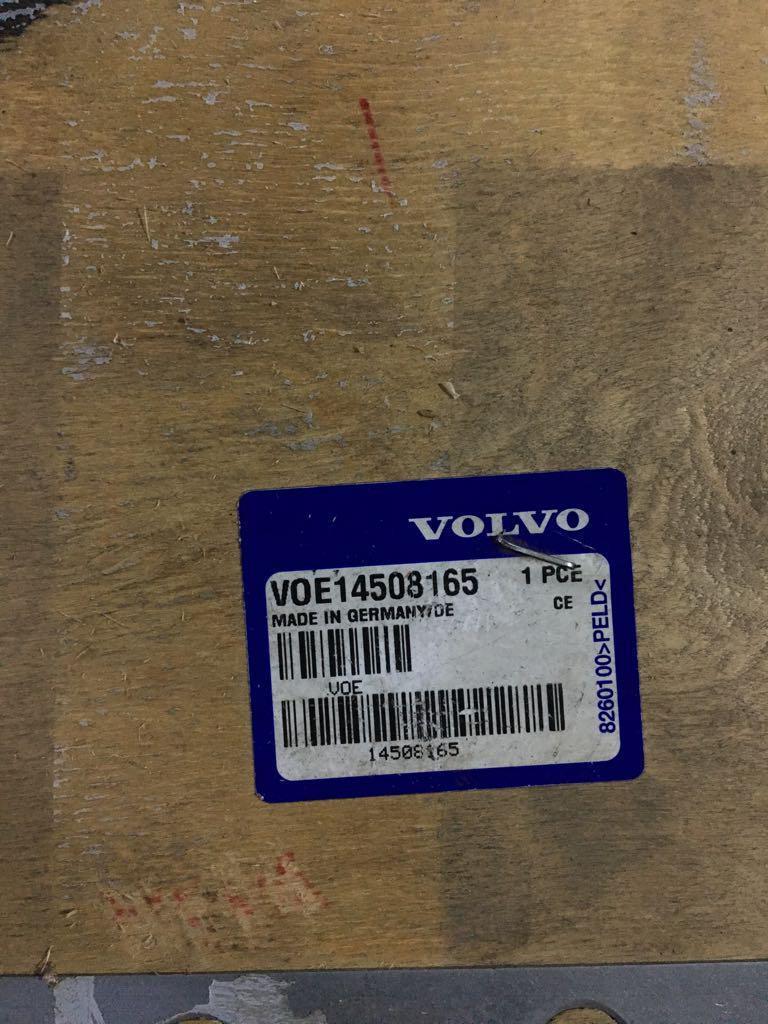 VOLVO
VOE14508165 1 PCE
MADE IN GERMANY/DE CE
VOE
14508165
8260100>PELD<